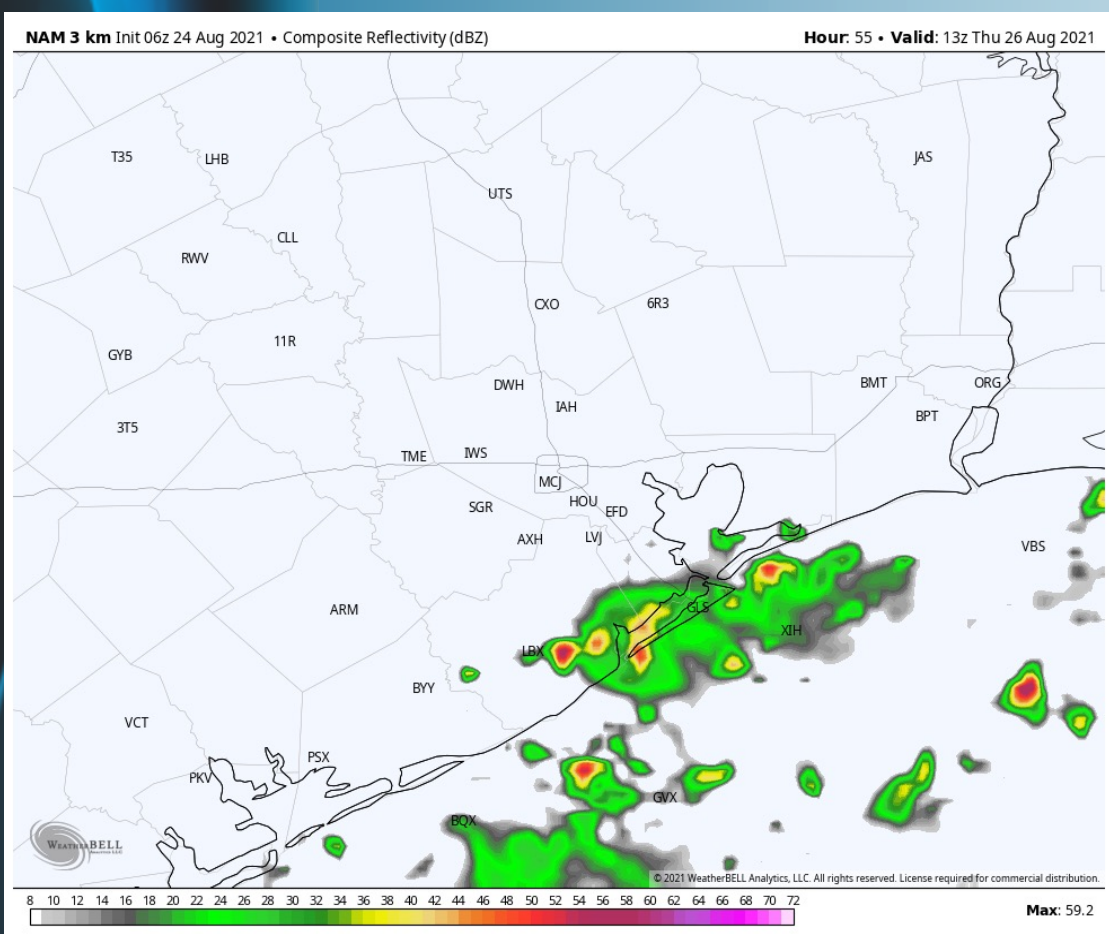 NAM 3 km Init 06z 24 Aug 2021 • Composite Reflectivity (dBZ)
Hour: 55 • Valid: 13z Thu 26 Aug 2021
T35
LHB
JAS
UTS
CLL
RWV
CXO
6R3
11R
GYB
DWH
BMT
ORG
IAH
BPT
3T5
TME
IWS
MCJ
HOU
SGR
EFD
AXH
LVJ
VBS
ARM
GLS
XIH
LBX
BYY
VCT
PSX
PKV
GVX
BQX
WEATHERBELL
Analytics LLC
© 2021 WeatherBELL Analytics, LLC. All rights reserved. License required for commercial distribution.
8 10 12 14 16 18 20 22 24 26 28 30 32 34 36 38 40 42 44 46 48 50 52 54 56 58 60 62 64 66 68 70 72
Max: 59.2